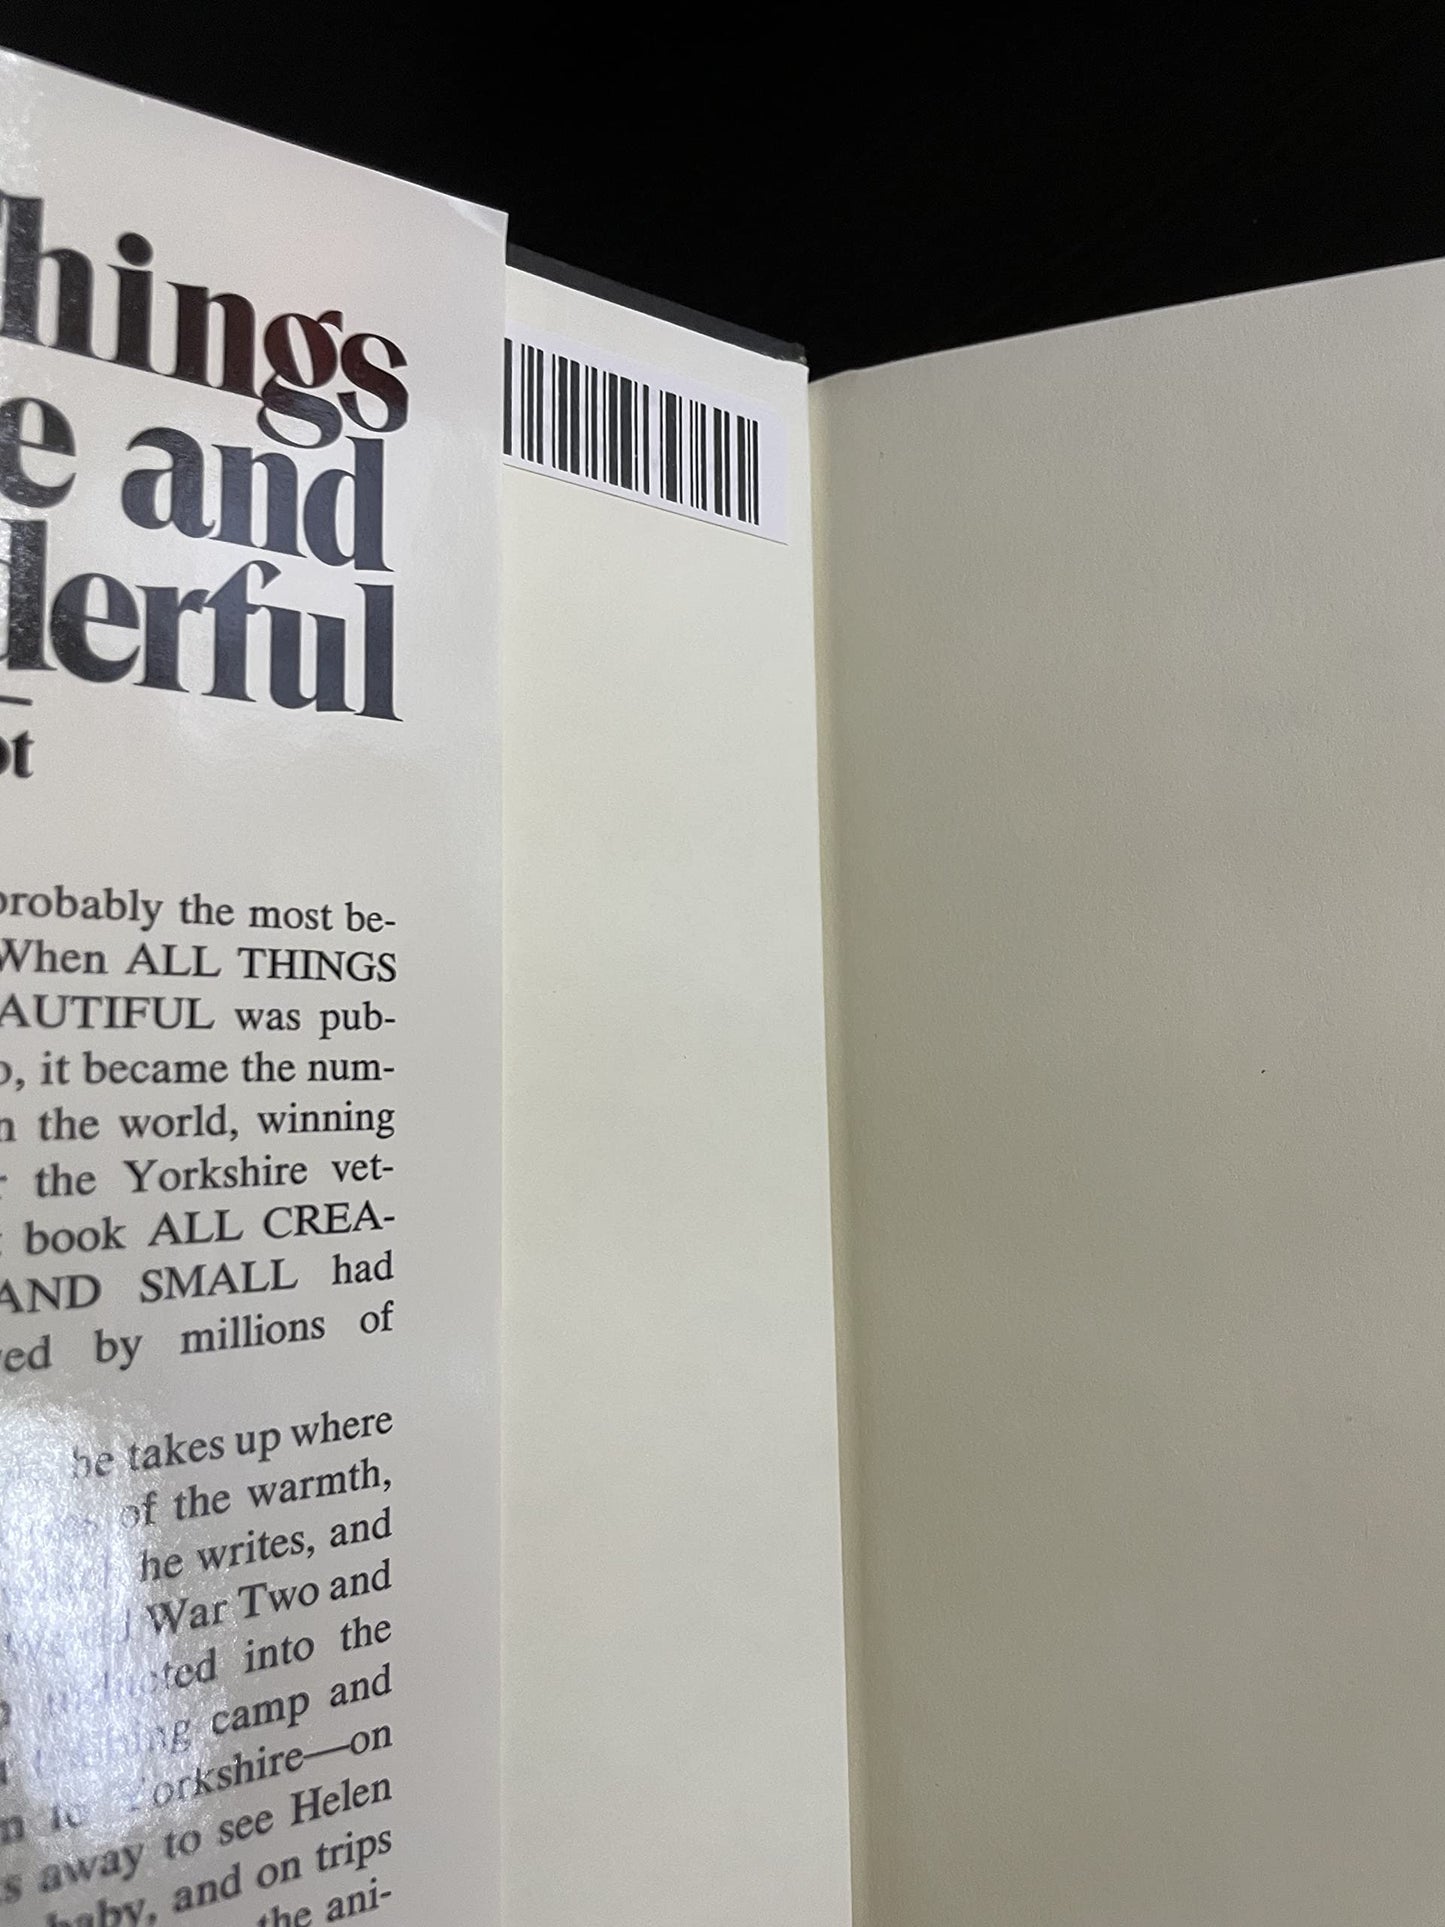 Things
e and
derful
ot
probably the most be-
When ALL THINGS
AUTIFUL was pub-
o, it became the num-
n the world, winning
r the Yorkshire vet-
t book ALL CREA-
AND SMALL had
ved by millions of
he takes up where
of the warmth,
he writes, and
War Two and
into the
camp and
Yorkshire—on
see Helen
s away to
baby, and on trips
the ani-